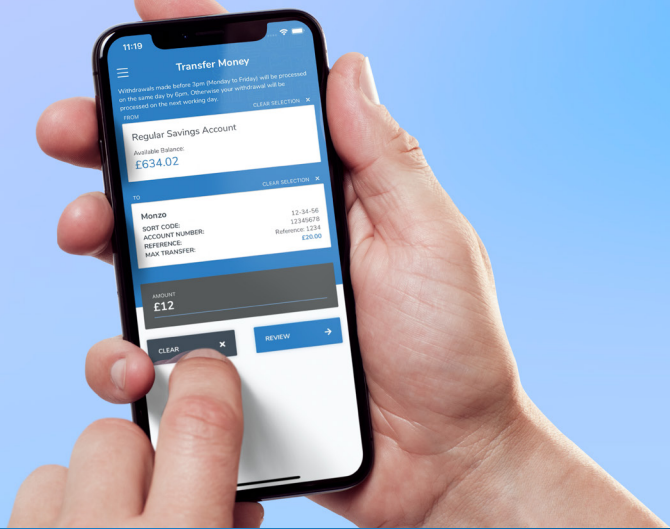 11:19
Transfer Money
Withdrawals made before 3pm (Monday to Friday) will be processed
on the same day by 6pm. Otherwise your withdrawal will be
processed on the next working day.
FROM CLEAR SELECTION ×
Regular Savings Account
Available Balance:
£634.02
TO CLEAR SELECTION ×
Monzo
SORT CODE: 12-34-56
ACCOUNT NUMBER: 12345678
REFERENCE: Reference: 1234
MAX TRANSFER: £20.00
AMOUNT
£12
CLEAR × REVIEW →